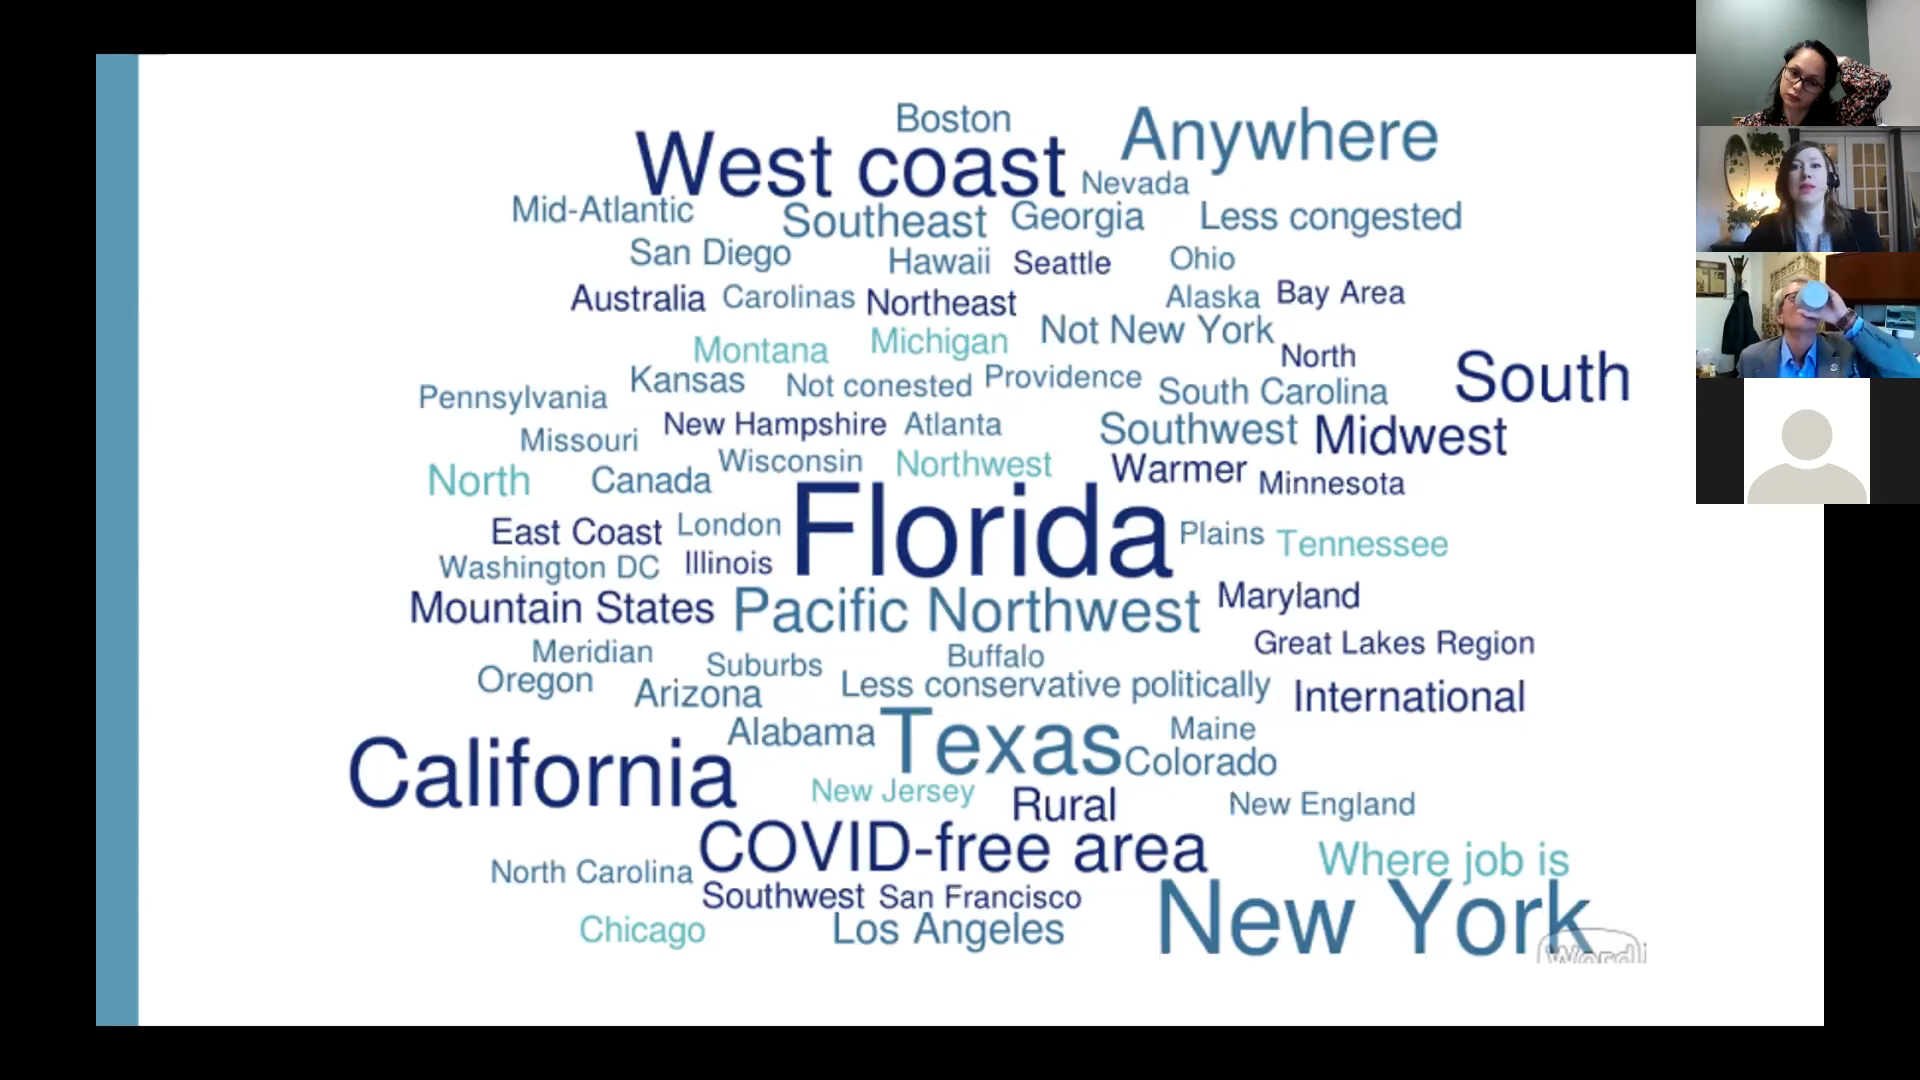 Boston
Anywhere
West coast
Nevada
Mid-Atlantic
Southeast
Georgia
Less congested
San Diego
Hawaii
Seattle
Ohio
Australia
Carolinas
Northeast
Alaska
Bay Area
Not New York
Montana
Michigan
North
South
Kansas
Not conested
Providence
South Carolina
Pennsylvania
New Hampshire
Atlanta
Southwest
Midwest
Missouri
Wisconsin
Northwest
Warmer
Minnesota
North
Canada
Florida
East Coast
London
Plains
Tennessee
Washington DC
Illinois
Mountain States
Pacific Northwest
Maryland
Great Lakes Region
Meridian
Suburbs
Buffalo
Oregon
Arizona
Less conservative politically
International
Alabama
Texas
Maine
Colorado
California
New Jersey
Rural
New England
COVID-free area
Where job is
North Carolina
Southwest
San Francisco
New York
Chicago
Los Angeles